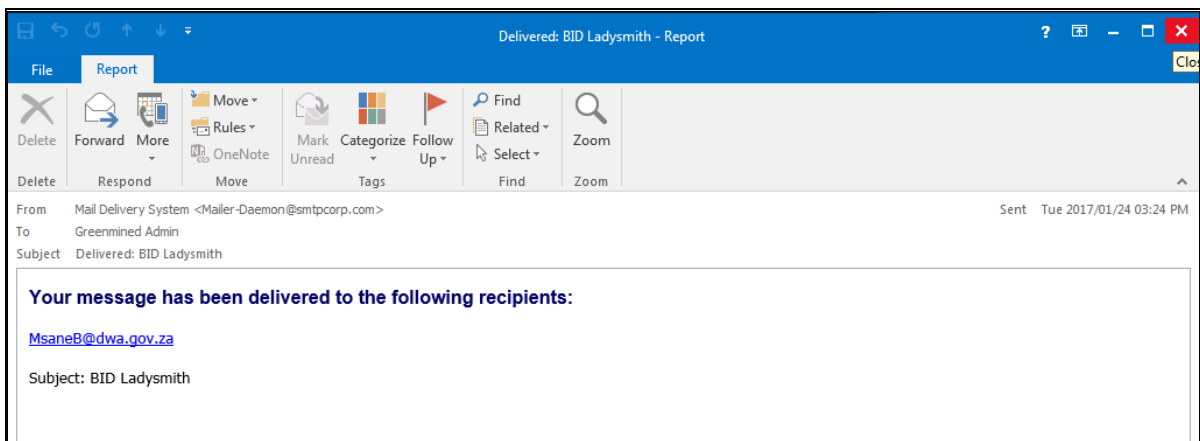 Delivered: BID Ladysmith - Report
?
Clo
File Report
Delete
Forward
More
Move
Rules
OneNote
Mark Unread
Categorize
Follow Up
Find
Related
Select
Zoom
Delete Respond Move Tags Find Zoom
From Mail Delivery System <Mailer-Daemon@smtpcorp.com> Sent Tue 2017/01/24 03:24 PM
To Greenmined Admin
Subject Delivered: BID Ladysmith
Your message has been delivered to the following recipients:
MsaneB@dwa.gov.za
Subject: BID Ladysmith